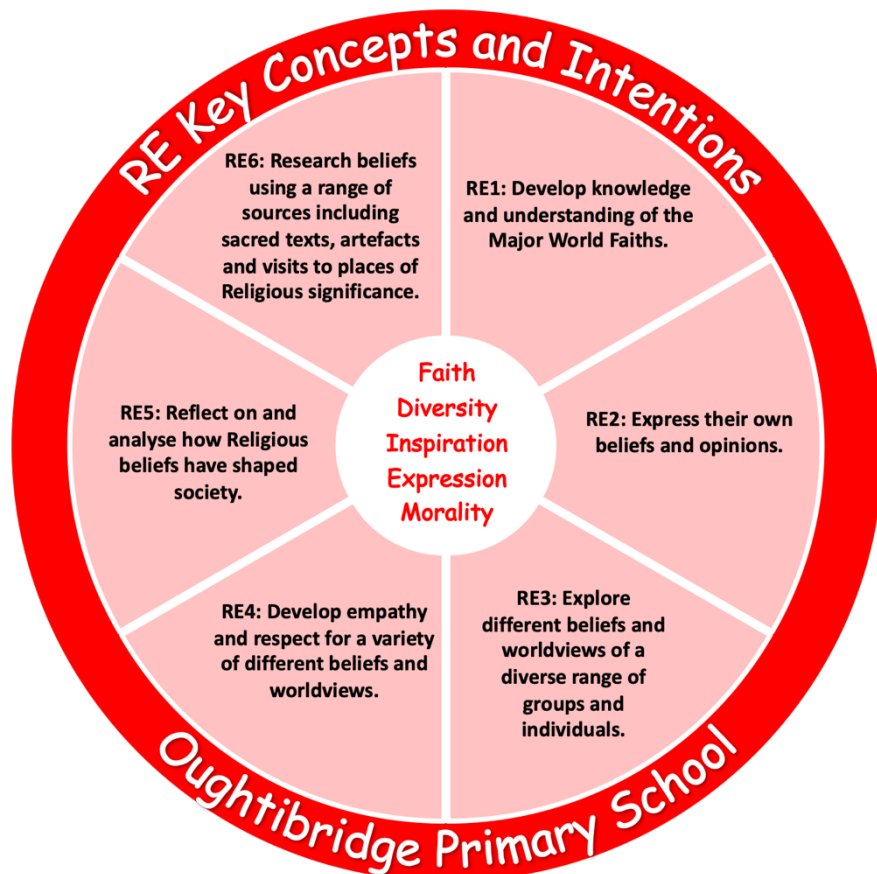 RE Key Concepts and Intentions
RE1: Develop knowledge
and understanding of the
Major World Faiths.
RE2: Express their own
beliefs and opinions.
RE3: Explore
different beliefs and
worldviews of a
diverse range of
groups and
individuals.
RE4: Develop empathy
and respect for a variety
of different beliefs and
worldviews.
RE5: Reflect on and
analyse how Religious
beliefs have shaped
society.
RE6: Research beliefs
using a range of
sources including
sacred texts, artefacts
and visits to places of
Religious significance.
Faith
Diversity
Inspiration
Expression
Morality
Oughtibridge Primary School